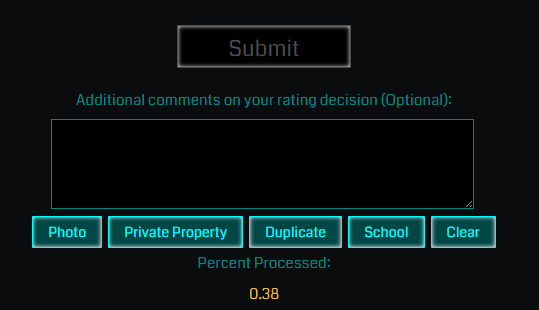 Submit
Additional comments on your rating decision (Optional):
Photo Private Property Duplicate School Clear
Percent Processed:
0.38